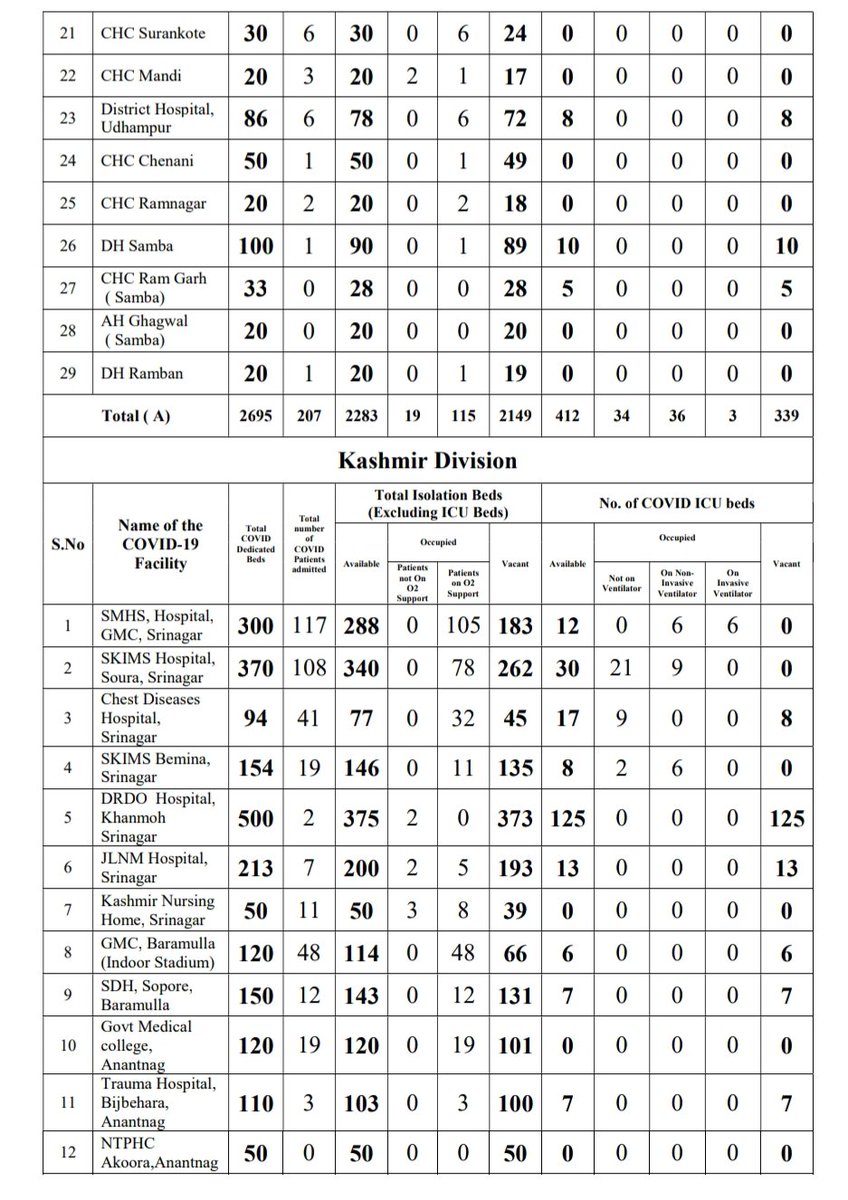 21 CHC Surankote 30 6 30 0 6 24 0 0 0 0 0
22 CHC Mandi 20 3 20 2 1 17 0 0 0 0 0
23 District Hospital, Udhampur 86 6 78 0 6 72 8 0 0 0 8
24 CHC Chenani 50 1 50 0 1 49 0 0 0 0 0
25 CHC Ramnagar 20 2 20 0 2 18 0 0 0 0 0
26 DH Samba 100 1 90 0 1 89 10 0 0 0 10
27 CHC Ram Garh ( Samba) 33 0 28 0 0 28 5 0 0 0 5
28 AH Ghagwal ( Samba) 20 0 20 0 0 20 0 0 0 0 0
29 DH Ramban 20 1 20 0 1 19 0 0 0 0 0
Total ( A) 2695 207 2283 19 115 2149 412 34 36 3 339
Kashmir Division
S.No
Name of the
COVID-19
Facility
Total
COVID
Dedicated
Beds
Total
number
of
COVID
Patients
admitted
Total Isolation Beds
(Excluding ICU Beds)
No. of COVID ICU beds
Available
Occupied
Patients
not On
O2
Support
Patients
on O2
Support
Vacant
Available
Occupied
Not on
Ventilator
On Non-
Invasive
Ventilator
On
Invasive
Ventilator
Vacant
1 SMHS, Hospital, GMC, Srinagar 300 117 288 0 105 183 12 0 6 6 0
2 SKIMS Hospital, Soura, Srinagar 370 108 340 0 78 262 30 21 9 0 0
3 Chest Diseases Hospital, Srinagar 94 41 77 0 32 45 17 9 0 0 8
4 SKIMS Bemina, Srinagar 154 19 146 0 11 135 8 2 6 0 0
5 DRDO Hospital, Khanmoh Srinagar 500 2 375 2 0 373 125 0 0 0 125
6 JLNM Hospital, Srinagar 213 7 200 2 5 193 13 0 0 0 13
7 Kashmir Nursing Home, Srinagar 50 11 50 3 8 39 0 0 0 0 0
8 GMC, Baramulla (Indoor Stadium) 120 48 114 0 48 66 6 0 0 0 6
9 SDH, Sopore, Baramulla 150 12 143 0 12 131 7 0 0 0 7
10 Govt Medical college, Anantnag 120 19 120 0 19 101 0 0 0 0 0
11 Trauma Hospital, Bijbehara, Anantnag 110 3 103 0 3 100 7 0 0 0 7
12 NTPHC Akoora,Anantnag 50 0 50 0 0 50 0 0 0 0 0